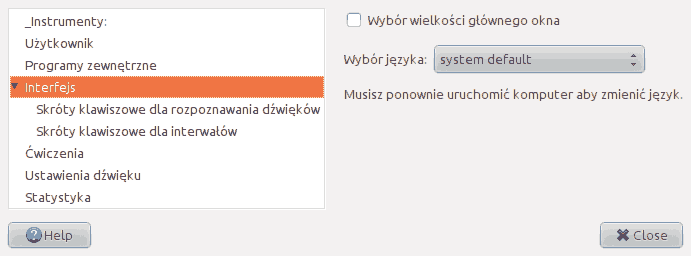 _Instrumenty:
Użytkownik
Programy zewnętrzne
Interfejs
Skróty klawiszowe dla rozpoznawania dźwięków
Skróty klawiszowe dla interwałów
Ćwiczenia
Ustawienia dźwięku
Statystyka
Wybór wielkości głównego okna
Wybór języka: system default
Musisz ponownie uruchomić komputer aby zmienić język.
Help
Close